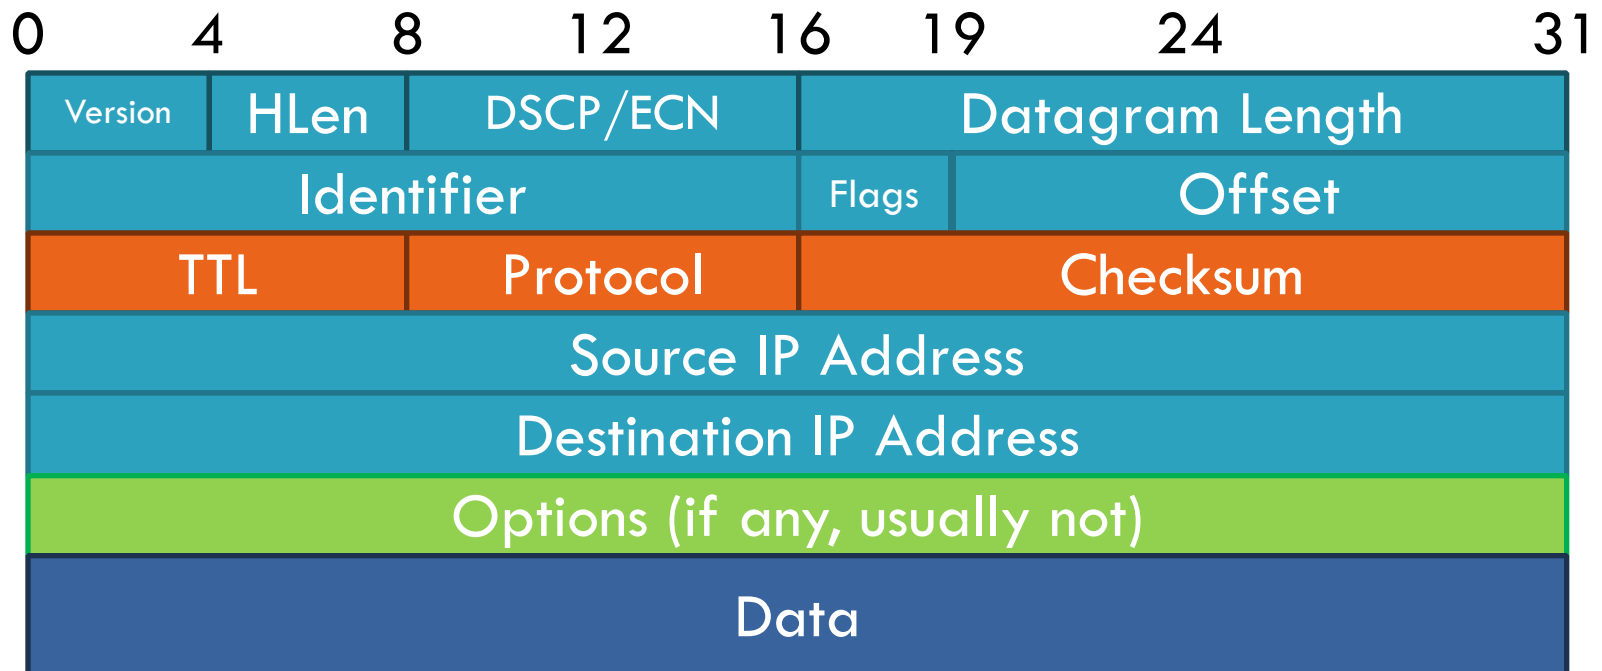 0 4 8 12 16 19 24 31
Version HLen DSCP/ECN Datagram Length
Identifier Flags Offset
TTL Protocol Checksum
Source IP Address
Destination IP Address
Options (if any, usually not)
Data